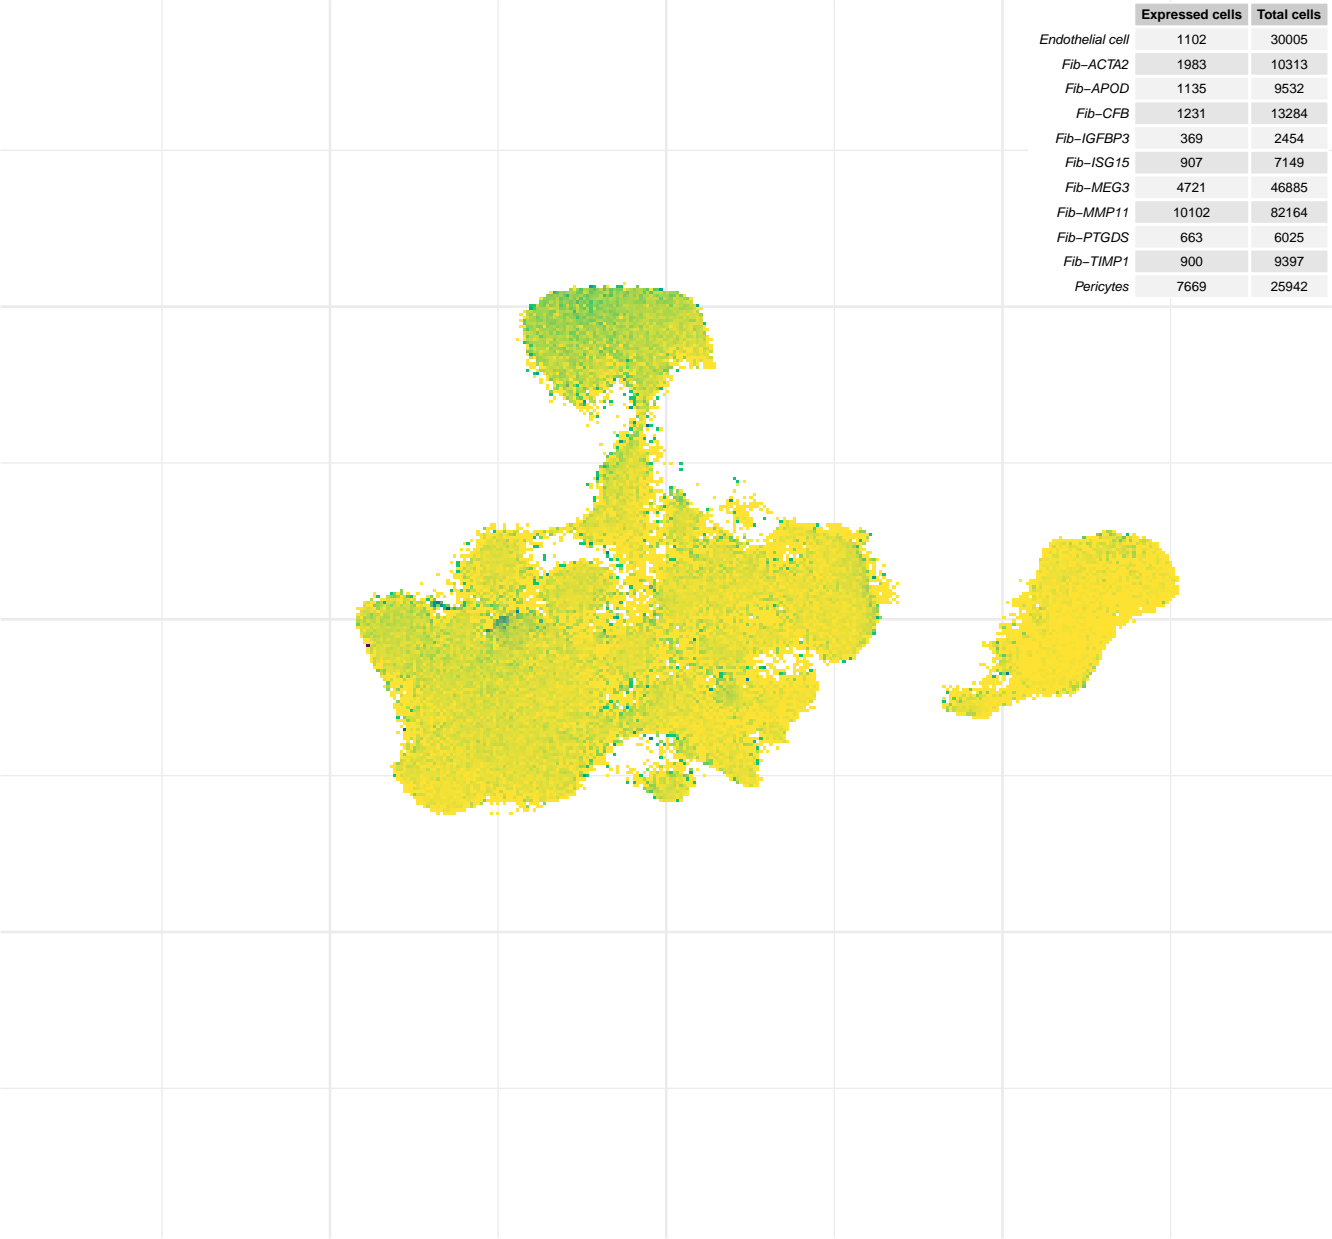 Expressed cells Total cells
Endothelial cell 1102 30005
Fib−ACTA2 1983 10313
Fib−APOD 1135 9532
Fib−CFB 1231 13284
Fib−IGFBP3 369 2454
Fib−ISG15 907 7149
Fib−MEG3 4721 46885
Fib−MMP11 10102 82164
Fib−PTGDS 663 6025
Fib−TIMP1 900 9397
Pericytes 7669 25942